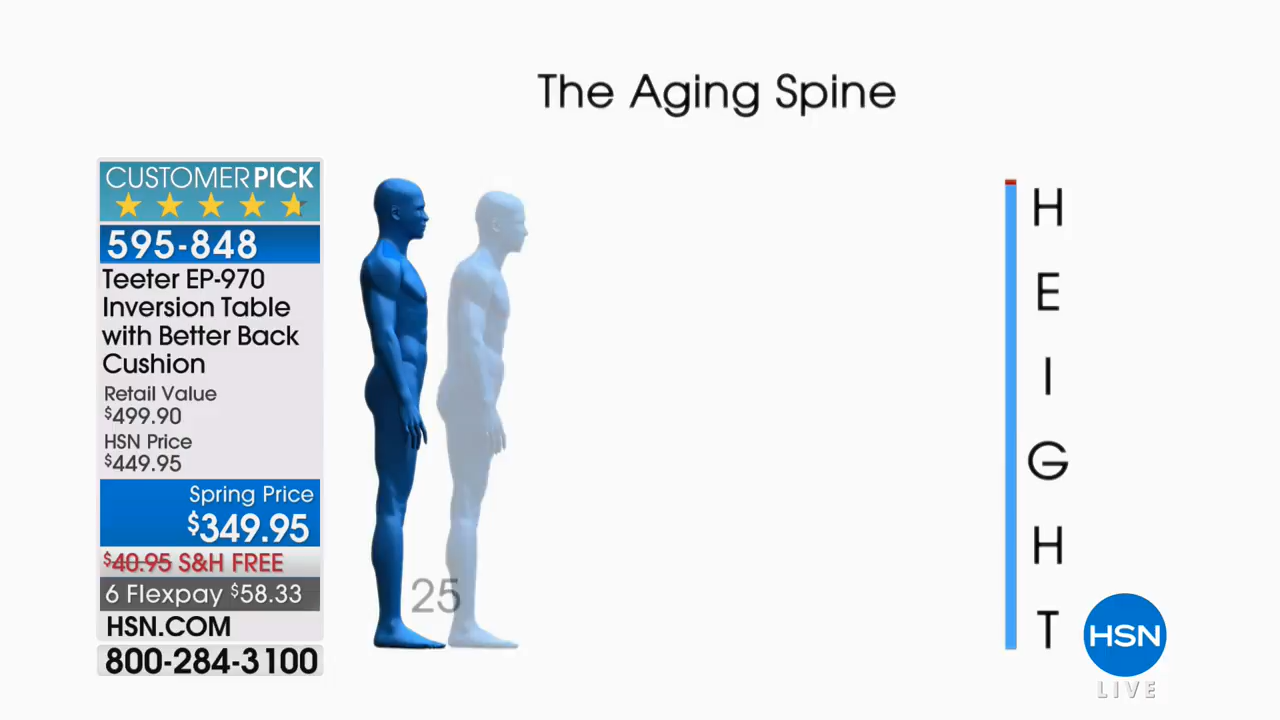 The Aging Spine
CUSTOMERPICK
595-848
Teeter EP-970
Inversion Table
with Better Back
Cushion
Retail Value
$499.90
HSN Price
$449.95
Spring Price
$349.95
$40.95 S&H FREE
6 Flexpay $58.33
HSN.COM
800-284-3100
25
H
E
I
G
H
T
HSN
LIVE